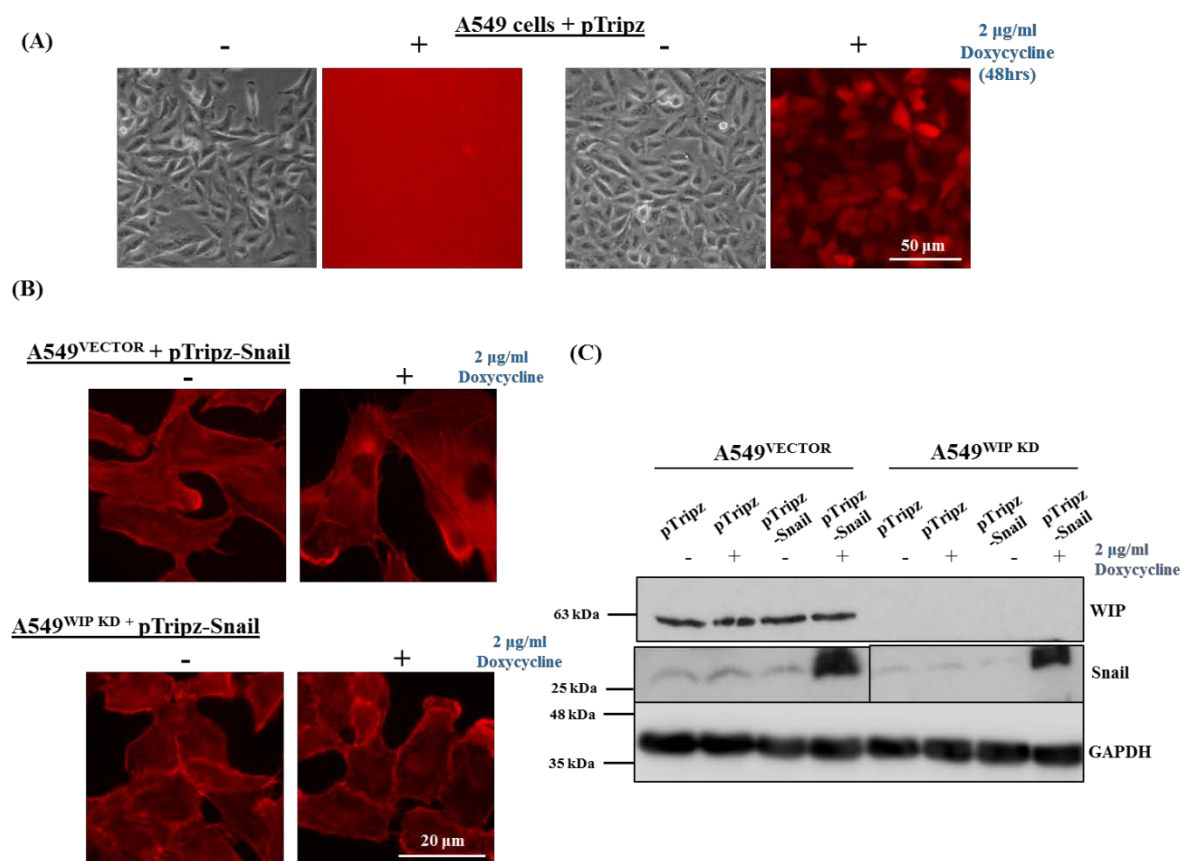 A549 cells + pTripz
(A)
- + - +
2 µg/ml
Doxycycline
(48hrs)
50 µm
(B)
A549VECTOR + pTripz-Snail
- +
2 µg/ml
Doxycycline
A549WIP KD + pTripz-Snail
- +
2 µg/ml
Doxycycline
20 µm
(C)
A549VECTOR A549WIP KD
pTripz pTripz pTripz -Snail pTripz -Snail pTripz pTripz pTripz -Snail pTripz -Snail
- + - + - + - +
2 µg/ml
Doxycycline
63 kDa WIP
Snail
25 kDa
48 kDa
GAPDH
35 kDa